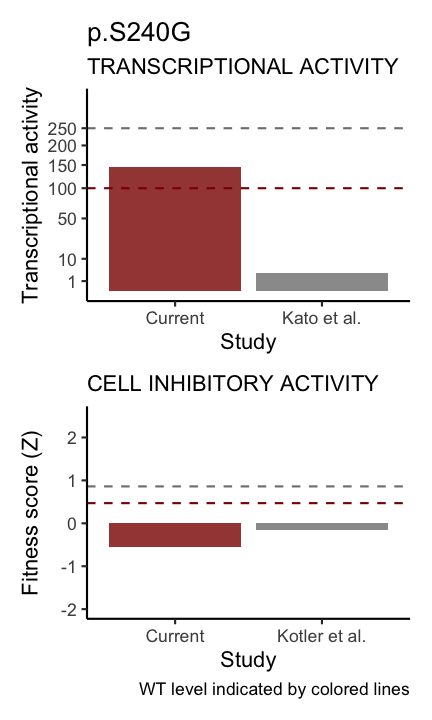 p.S240G
TRANSCRIPTIONAL ACTIVITY
Transcriptional activity
250
200
150
100
50
10
1
Current
Kato et al.
Study
CELL INHIBITORY ACTIVITY
Fitness score (Z)
2
1
0
-1
-2
Current
Kotler et al.
Study
WT level indicated by colored lines